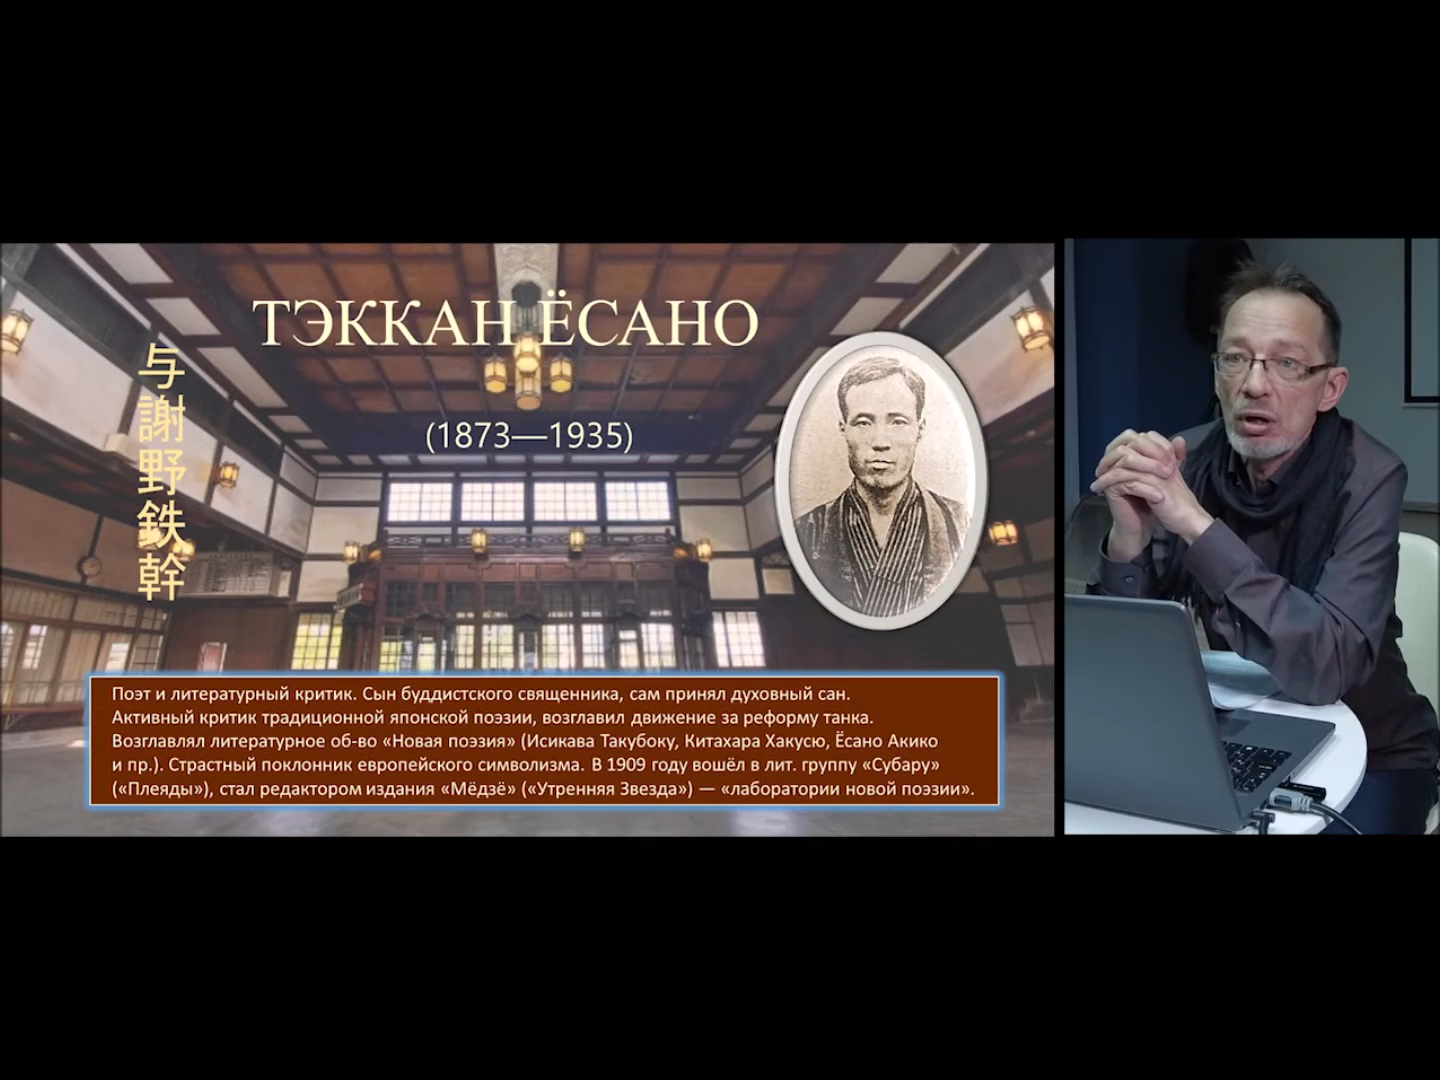 ТЭККАН ЁСАНО
与謝野鉄幹
(1873—1935)
Поэт и литературный критик. Сын буддистского священника, сам принял духовный сан.
Активный критик традиционной японской поэзии, возглавил движение за реформу танка.
Возглавлял литературное об-во «Новая поэзия» (Исикава Такубоку, Китахара Хакусю, Ёсано Акико
и пр.). Страстный поклонник европейского символизма. В 1909 году вошёл в лит. группу «Субару»
(«Плеяды»), стал редактором издания «Мёдзё» («Утренняя Звезда») — «лаборатории новой поэзии».